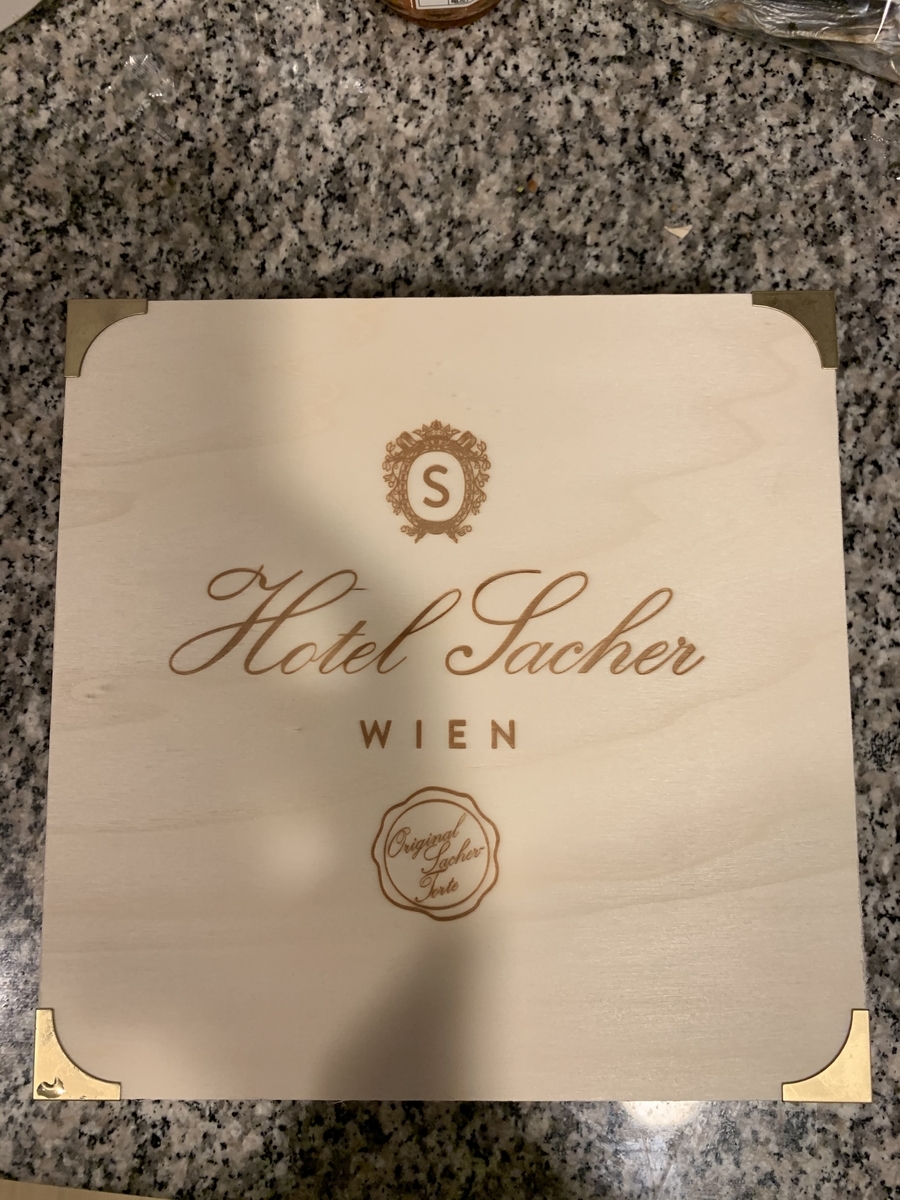 S
Hotel Sacher
WIEN
Original
Sacher-
Torte